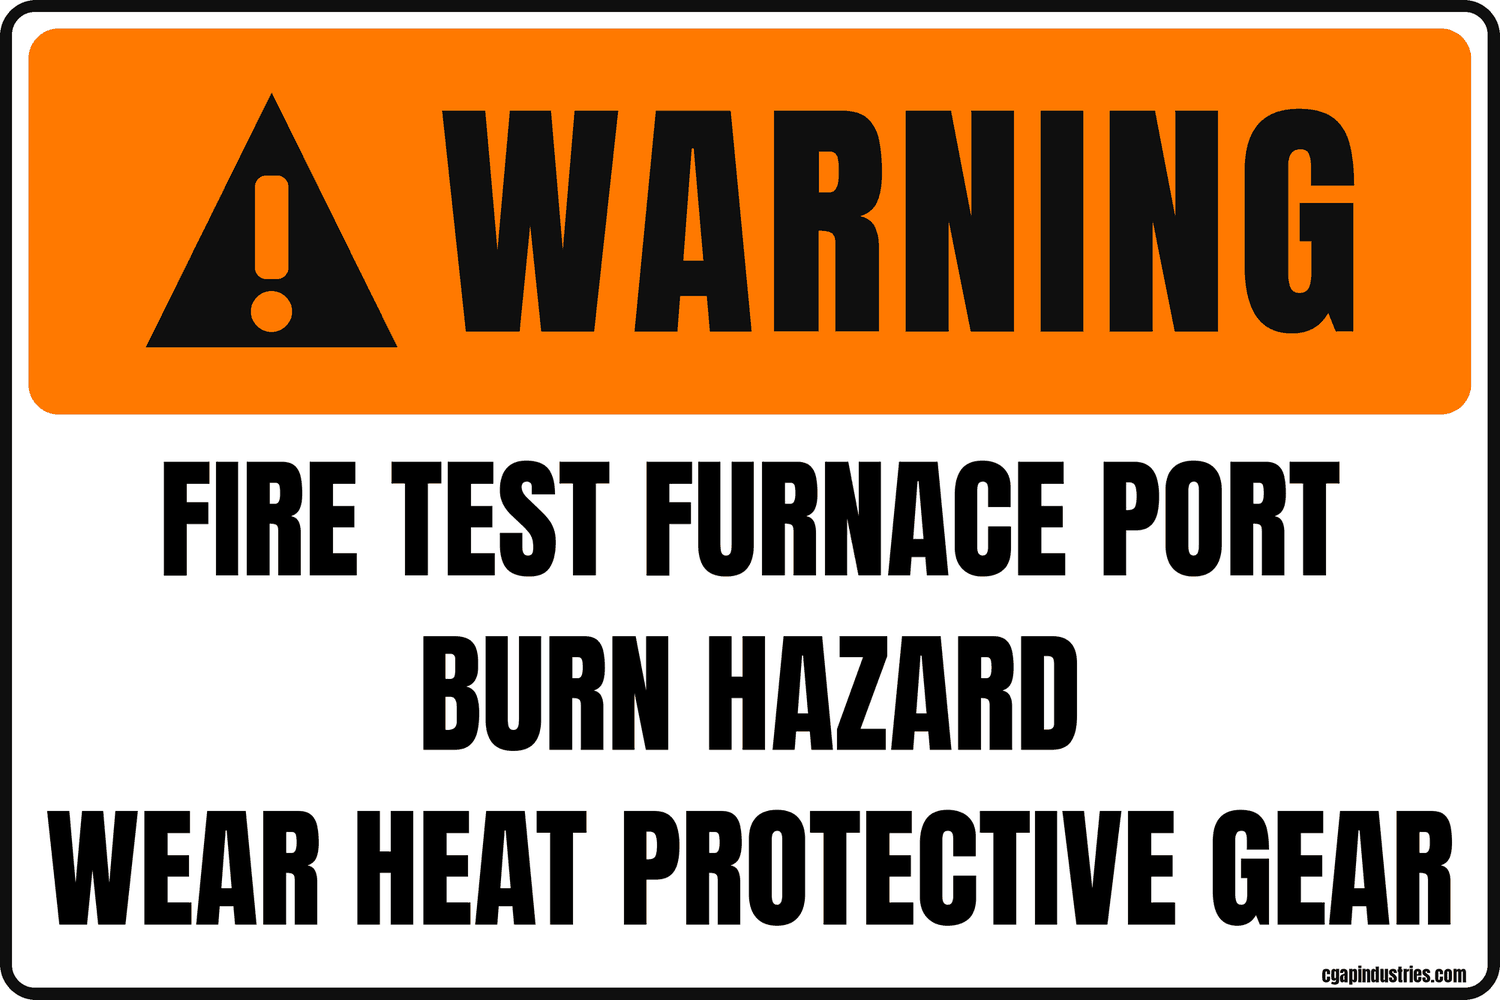 WARNING
FIRE TEST FURNACE PORT
BURN HAZARD
WEAR HEAT PROTECTIVE GEAR
cgapindustries.com